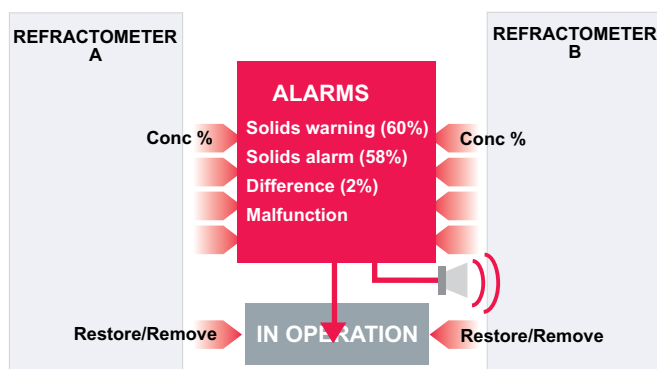 REFRACTOMETER
A
REFRACTOMETER
B
ALARMS
Solids warning (60%)
Conc %
Conc %
Solids alarm (58%)
Difference (2%)
Malfunction
Restore/Remove
IN OPERATION
Restore/Remove